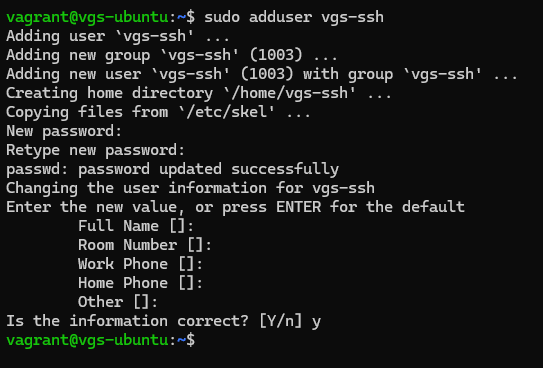 vagrant@vgs-ubuntu:~$ sudo adduser vgs-ssh
Adding user `vgs-ssh' ...
Adding new group `vgs-ssh' (1003) ...
Adding new user `vgs-ssh' (1003) with group `vgs-ssh' ...
Creating home directory `/home/vgs-ssh' ...
Copying files from `/etc/skel' ...
New password:
Retype new password:
passwd: password updated successfully
Changing the user information for vgs-ssh
Enter the new value, or press ENTER for the default
        Full Name []:
        Room Number []:
        Work Phone []:
        Home Phone []:
        Other []:
Is the information correct? [Y/n] y
vagrant@vgs-ubuntu:~$